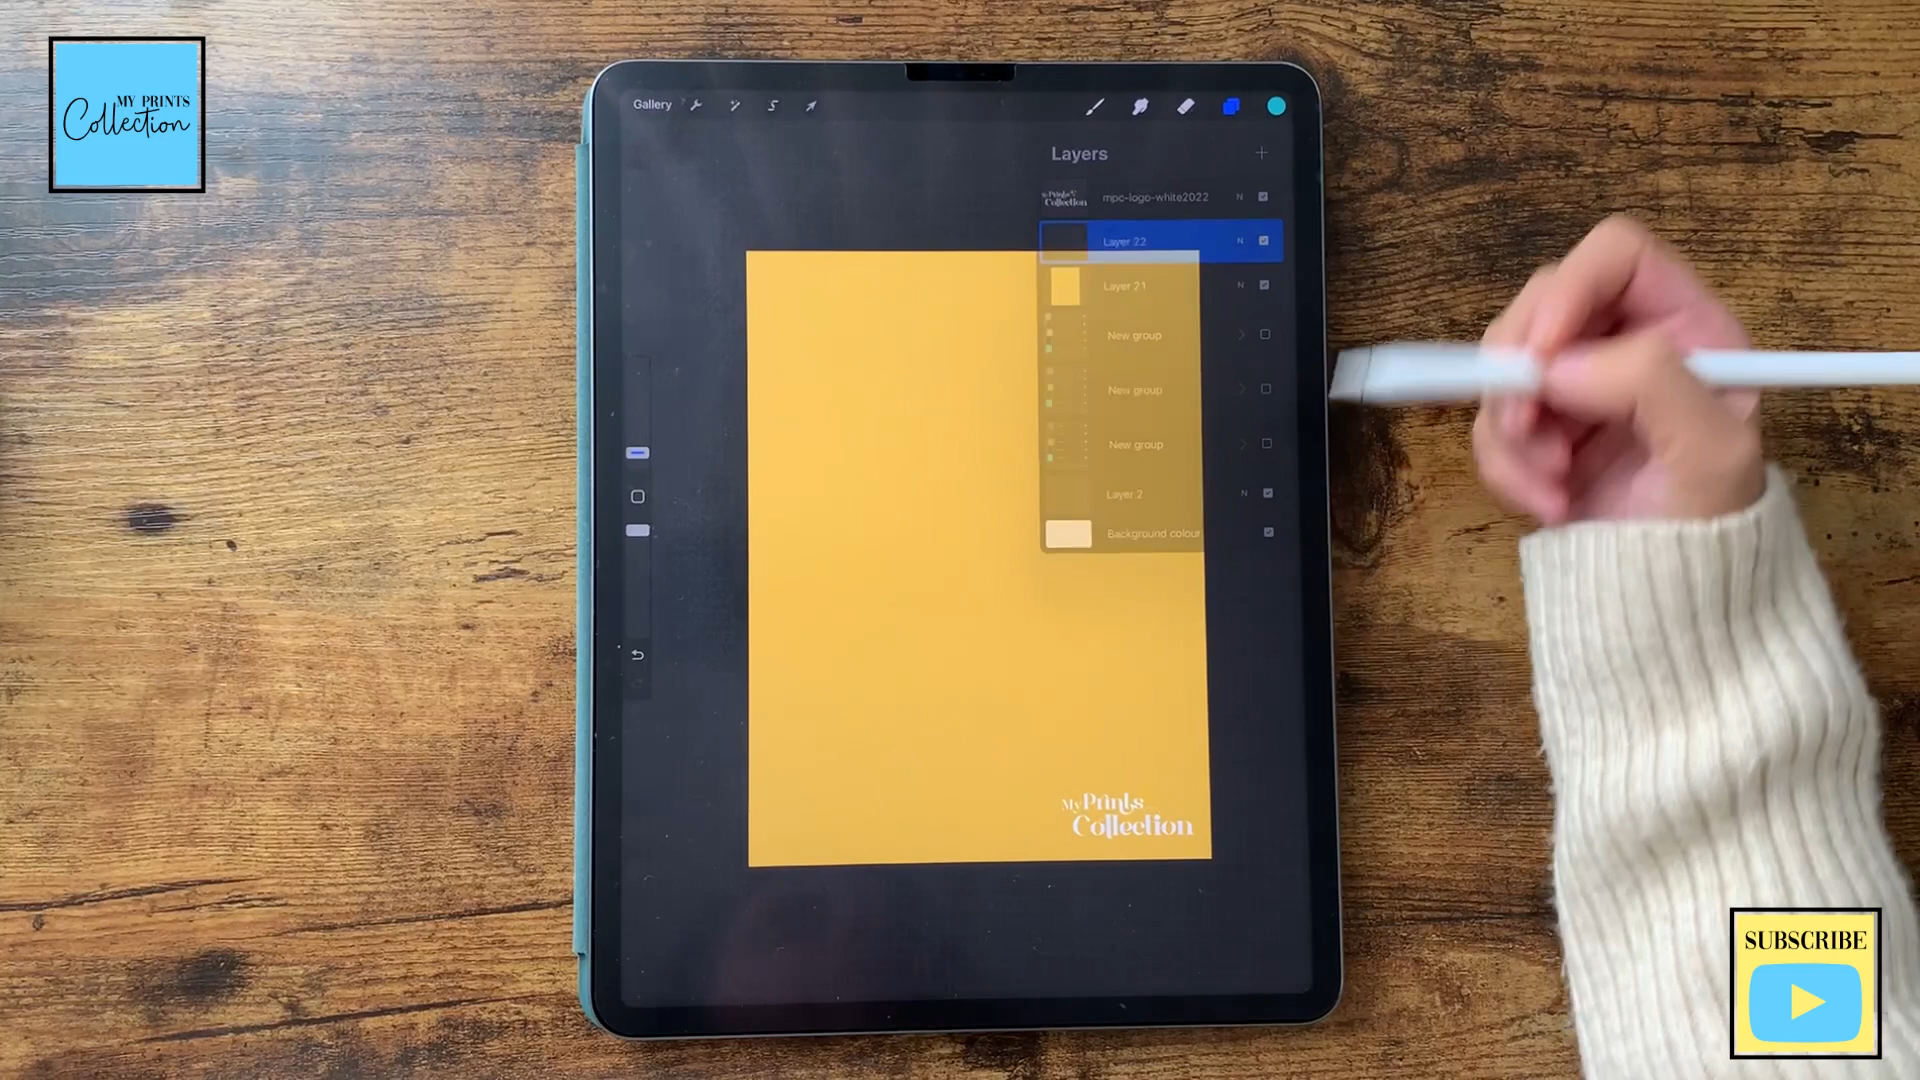 MY PRINTS
Collection
Gallery
Layers
mpc-logo-white2022 N
Layer 22 N
Layer 21 N
New group
New group
New group
Layer 2 N
Background colour
My Prints
Collection
SUBSCRIBE